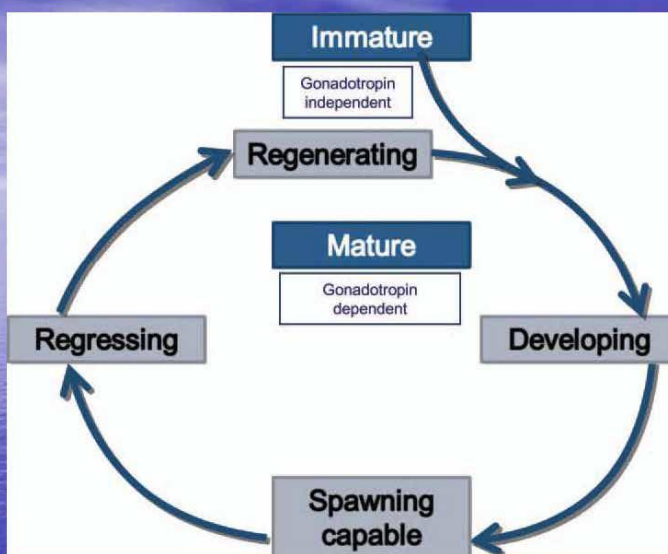 Immature
Gonadotropin
independent
Regenerating
Mature
Gonadotropin
dependent
Regressing
Developing
Spawning
capable